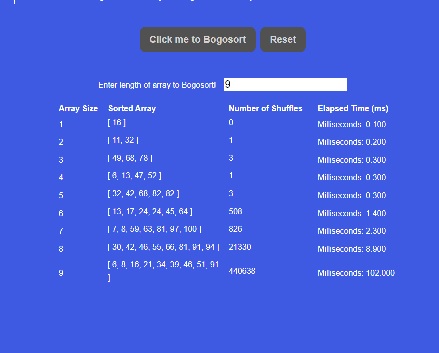 Click me to Bogosort Reset
Enter length of array to Bogosort! 9
Array Size Sorted Array Number of Shuffles Elapsed Time (ms)
1 [ 16 ] 0 Milliseconds: 0.100
2 [ 11, 32 ] 1 Milliseconds: 0.200
3 [ 49, 68, 78 ] 3 Milliseconds: 0.300
4 [ 6, 13, 47, 52 ] 1 Milliseconds: 0.300
5 [ 32, 42, 68, 82, 82 ] 3 Milliseconds: 0.300
6 [ 13, 17, 24, 24, 45, 64 ] 508 Milliseconds: 1.400
7 [ 7, 8, 59, 63, 81, 97, 100 ] 826 Milliseconds: 2.300
8 [ 30, 42, 46, 55, 66, 81, 91, 94 ] 21330 Milliseconds: 8.900
9 [ 6, 8, 16, 21, 34, 39, 46, 51, 91 440638 Milliseconds: 102.000
]